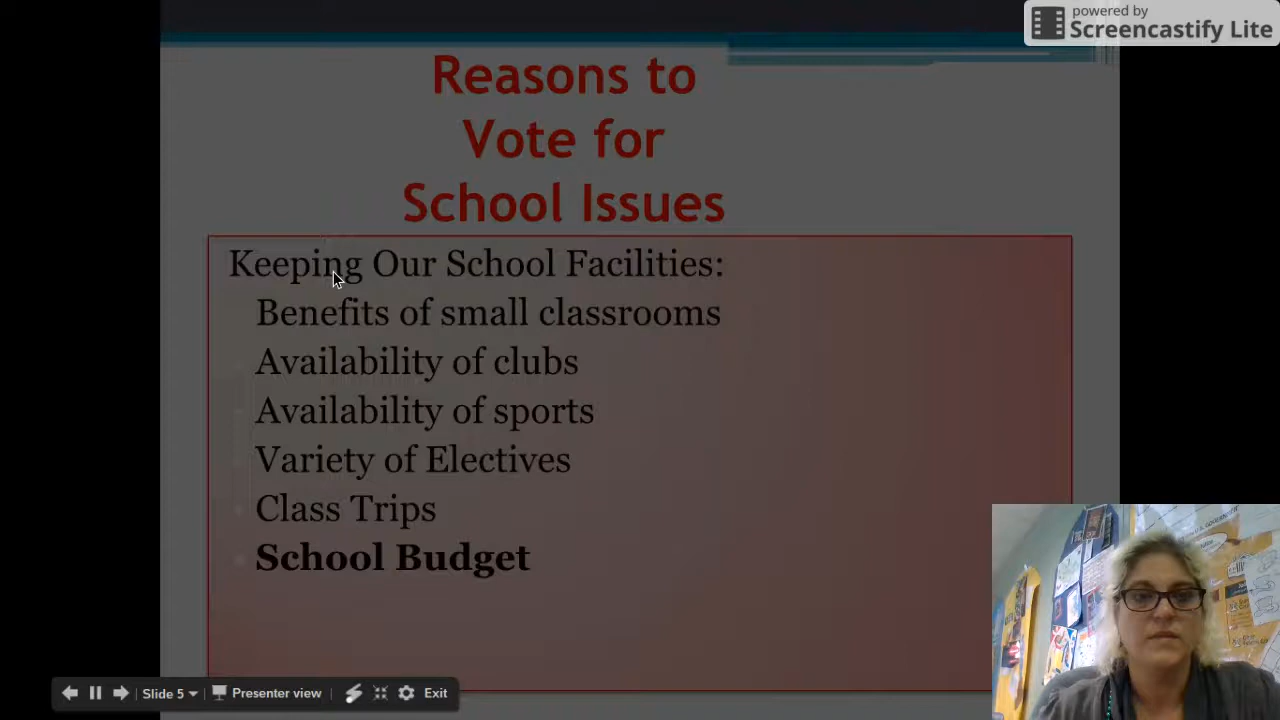 powered by
Screencastify Lite
Reasons to
Vote for
School Issues
Keeping Our School Facilities:
Benefits of small classrooms
Availability of clubs
Availability of sports
Variety of Electives
Class Trips
School Budget
Slide 5
Presenter view
Exit